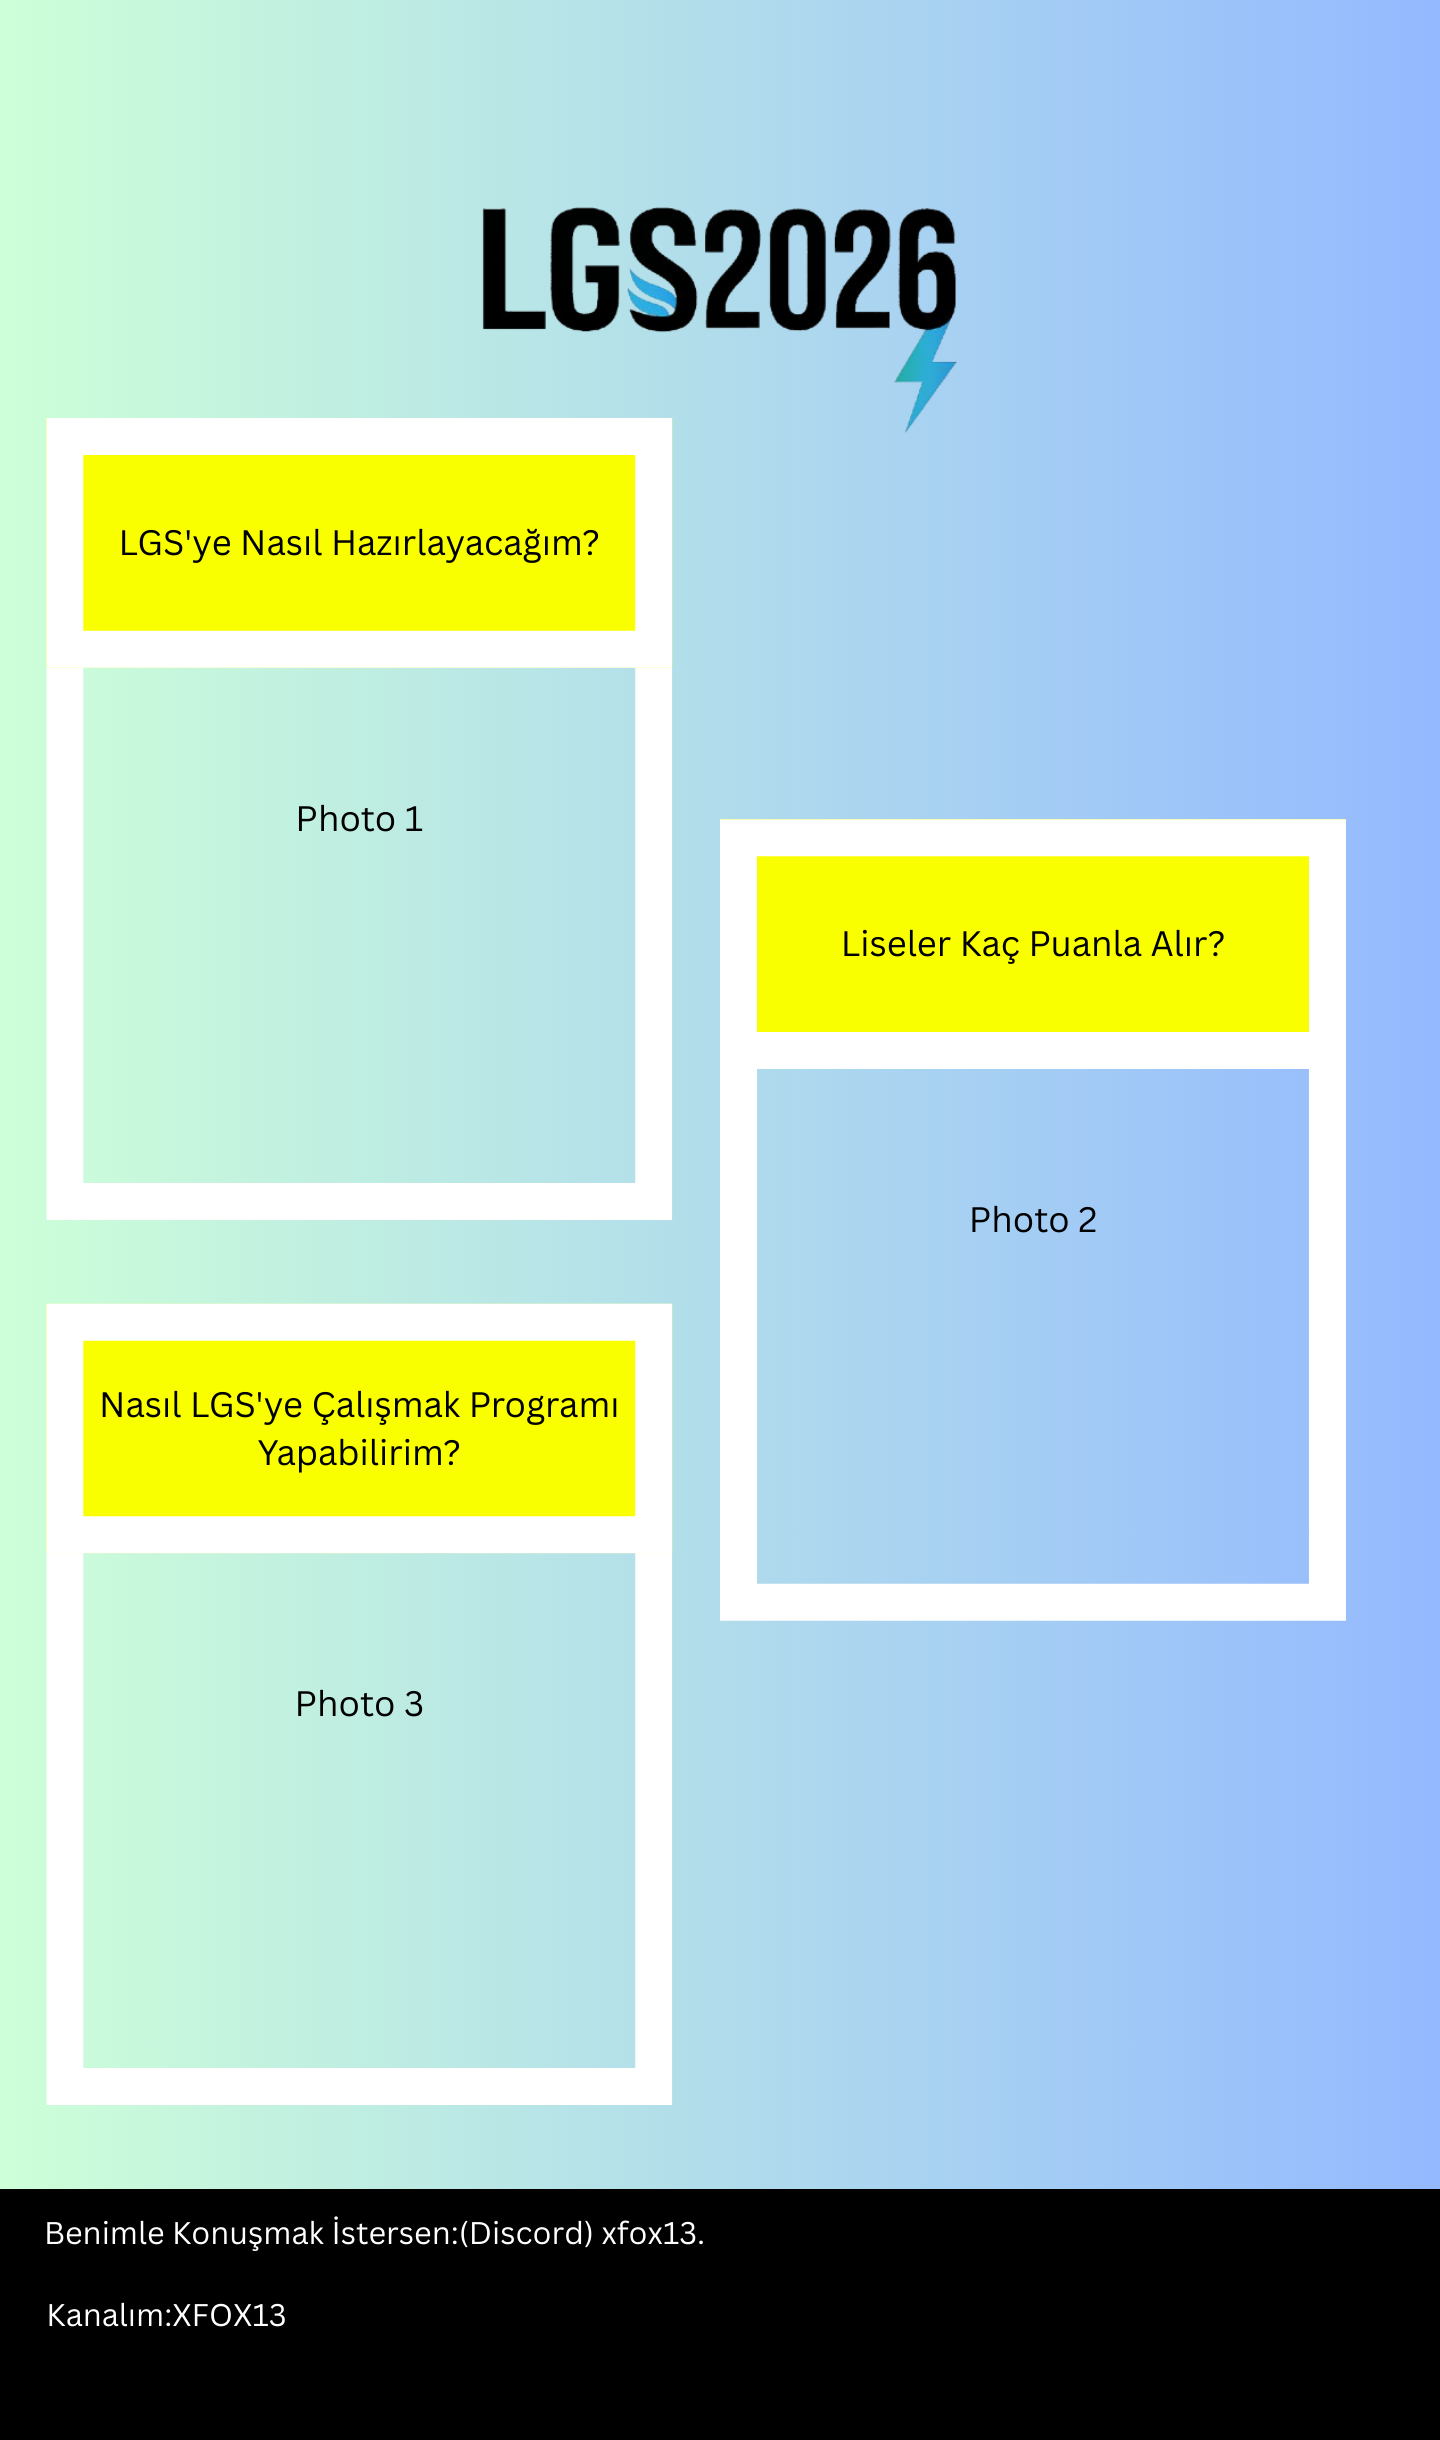 LGS2026
LGS'ye Nasıl Hazırlayacağım?
Photo 1
Liseler Kaç Puanla Alır?
Photo 2
Nasıl LGS'ye Çalışmak Programı
Yapabilirim?
Photo 3
Benimle Konuşmak İstersen:(Discord) xfox13.
Kanalım:XFOX13